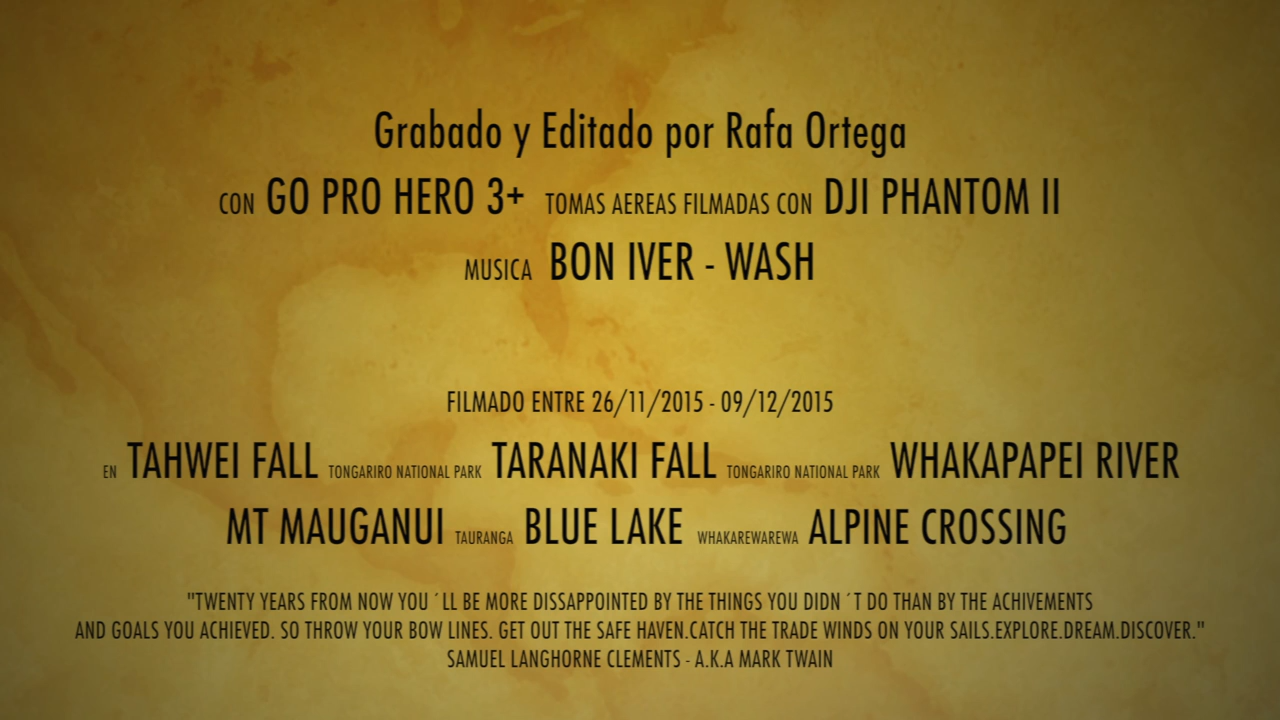 Grabado y Editado por Rafa Ortega
CON GO PRO HERO 3+ TOMAS AEREAS FILMADAS CON DJI PHANTOM II
MUSICA BON IVER - WASH
FILMADO ENTRE 26/11/2015 - 09/12/2015
EN TAHWEI FALL TONGARIRO NATIONAL PARK TARANAKI FALL TONGARIRO NATIONAL PARK WHAKAPAPEI RIVER
MT MAUGANUI TAURANGA BLUE LAKE WHAKAREWAREWA ALPINE CROSSING
"TWENTY YEARS FROM NOW YOU ´LL BE MORE DISSAPPOINTED BY THE THINGS YOU DIDN ´T DO THAN BY THE ACHIVEMENTS
AND GOALS YOU ACHIEVED. SO THROW YOUR BOW LINES. GET OUT THE SAFE HAVEN.CATCH THE TRADE WINDS ON YOUR SAILS.EXPLORE.DREAM.DISCOVER."
SAMUEL LANGHORNE CLEMENTS - A.K.A MARK TWAIN